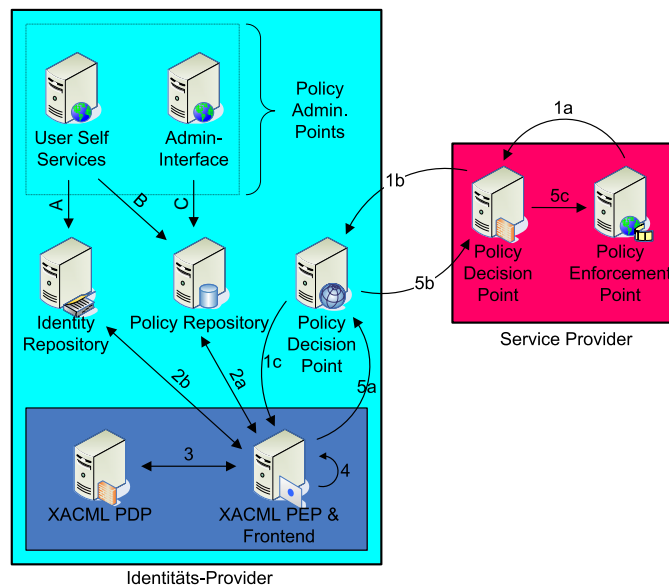 User Self
Services
Admin-
Interface
Policy
Admin.
Points
A
B
C
Identity
Repository
Policy Repository
Policy
Decision
Point
1a
1b
5c
5b
Policy
Decision
Point
Policy
Enforcement
Point
Service Provider
2b
2a
1c
5a
3
4
XACML PDP
XACML PEP &
Frontend
Identitäts-Provider